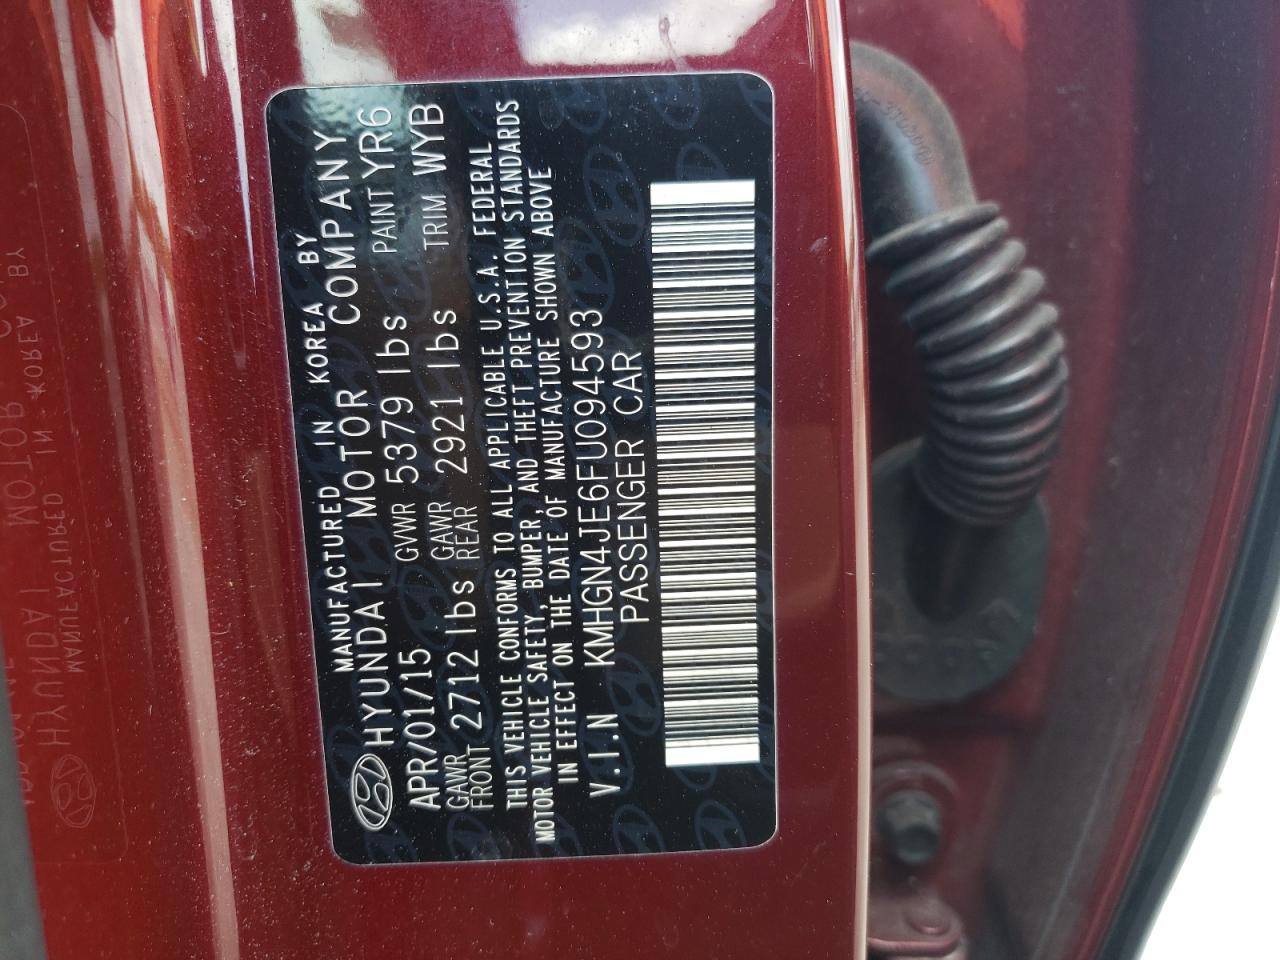 MANUFACTURED IN KOREA BY
HYUNDAI MOTOR COMPANY
APR/01/15 GVWR 5379 lbs PAINT YR6
GAWR FRONT 2712 lbs GAWR REAR 2921 lbs TRIM WYB
THIS VEHICLE CONFORMS TO ALL APPLICABLE U.S.A. FEDERAL
MOTOR VEHICLE SAFETY, BUMPER, AND THEFT PREVENTION STANDARDS
IN EFFECT ON THE DATE OF MANUFACTURE SHOWN ABOVE
V.I.N KMHGN4JE6FU094593
PASSENGER CAR